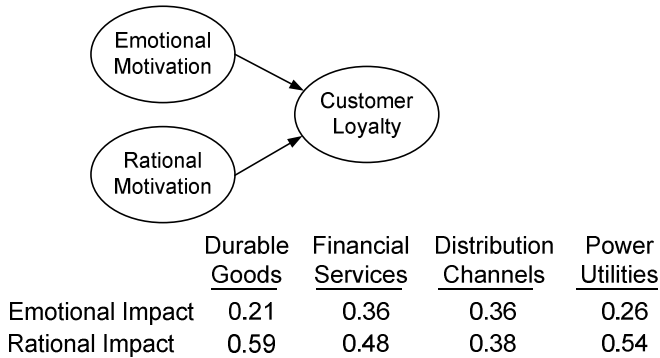 Emotional
Motivation
Customer
Loyalty
Rational
Motivation
Durable Financial Distribution Power
Goods Services Channels Utilities
Emotional Impact 0.21 0.36 0.36 0.26
Rational Impact 0.59 0.48 0.38 0.54